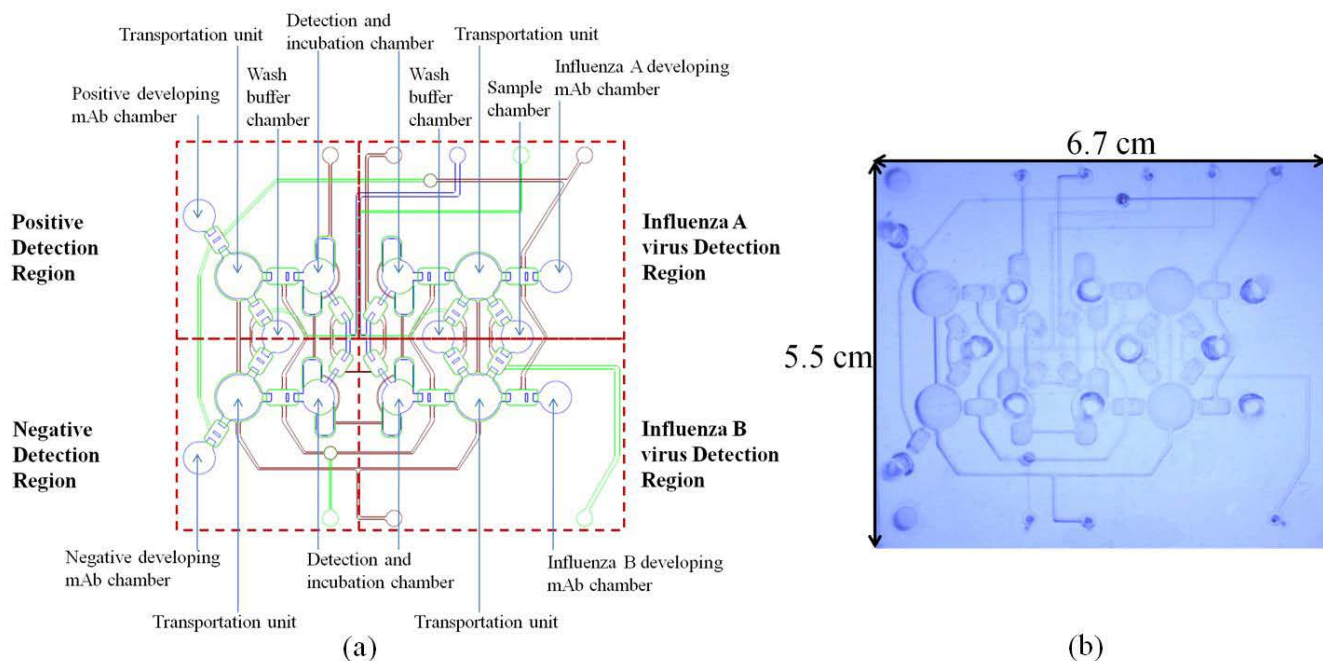 Transportation unit
Detection and
incubation chamber
Transportation unit
Positive developing
mAb chamber
Wash
buffer
chamber
Wash
buffer
chamber
Sample
chamber
Influenza A developing
mAb chamber
Positive
Detection
Region
Influenza A
virus Detection
Region
Negative
Detection
Region
Influenza B
virus Detection
Region
Negative developing
mAb chamber
Detection and
incubation chamber
Influenza B developing
mAb chamber
Transportation unit
Transportation unit
(a)
6.7 cm
5.5 cm
(b)